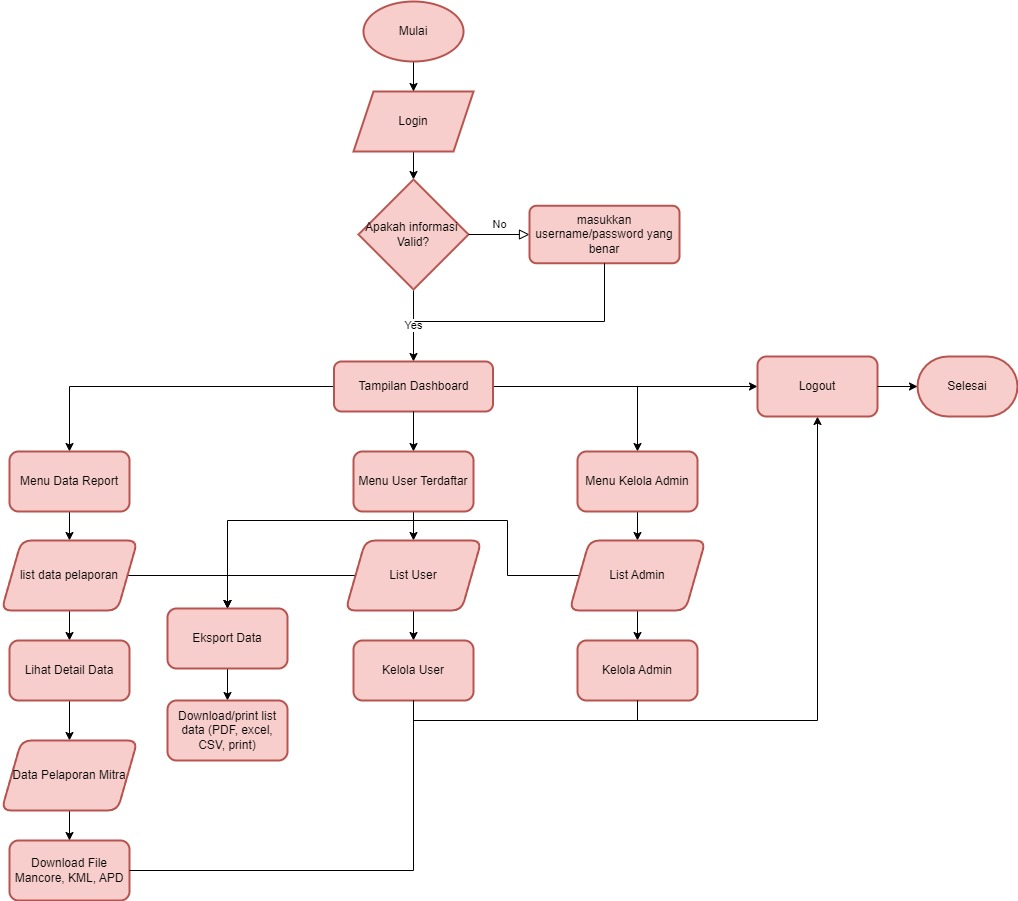 Mulai
Login
Apakah informasi
Valid?
No
masukkan
username/password yang
benar
Yes
Tampilan Dashboard
Logout
Selesai
Menu Data Report
Menu User Terdaftar
Menu Kelola Admin
list data pelaporan
List User
List Admin
Eksport Data
Lihat Detail Data
Kelola User
Kelola Admin
Download/print list
data (PDF, excel,
CSV, print)
Data Pelaporan Mitra
Download File
Mancore, KML, APD